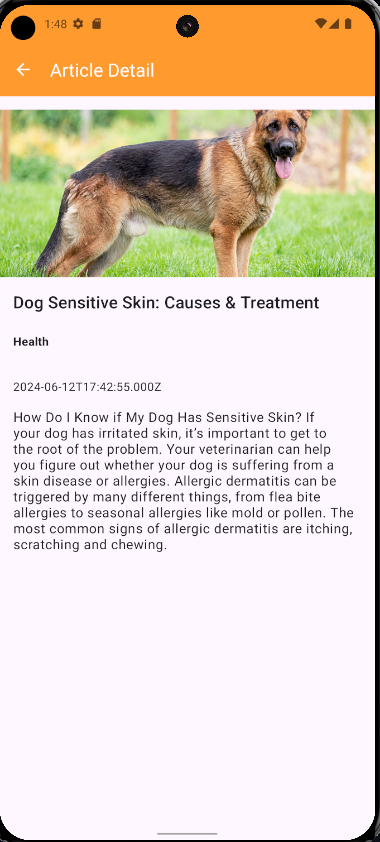 1:48
Article Detail
Dog Sensitive Skin: Causes & Treatment
Health
2024-06-12T17:42:55.000Z
How Do I Know if My Dog Has Sensitive Skin? If
your dog has irritated skin, it's important to get to
the root of the problem. Your veterinarian can help
you figure out whether your dog is suffering from a
skin disease or allergies. Allergic dermatitis can be
triggered by many different things, from flea bite
allergies to seasonal allergies like mold or pollen. The
most common signs of allergic dermatitis are itching,
scratching and chewing.